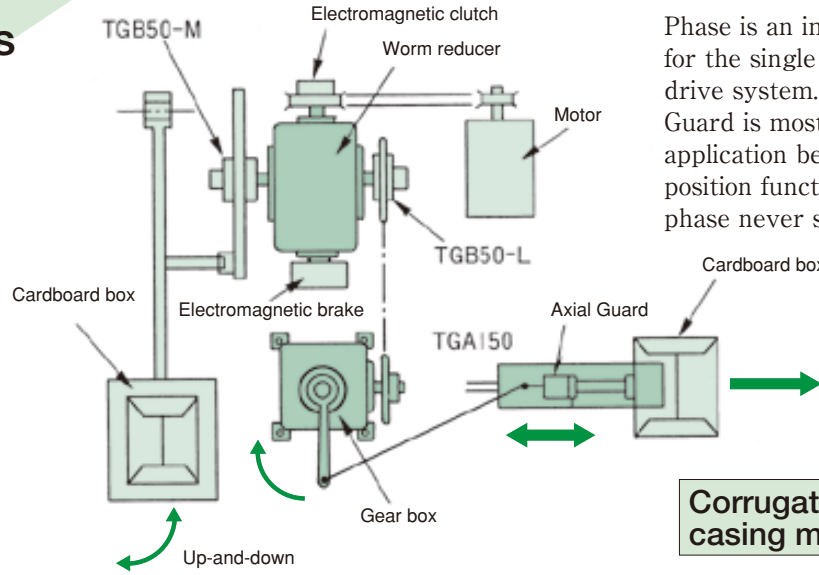 s
TGB50-M
Electromagnetic clutch
Worm reducer
Motor
TGB50-L
Cardboard box
Electromagnetic brake
Gear box
Up-and-down
TGAI50
Axial Guard
Cardboard box
Phase is an in
for the single
drive system.
Guard is most
application be
position funct
phase never s
Corrugat
casing m